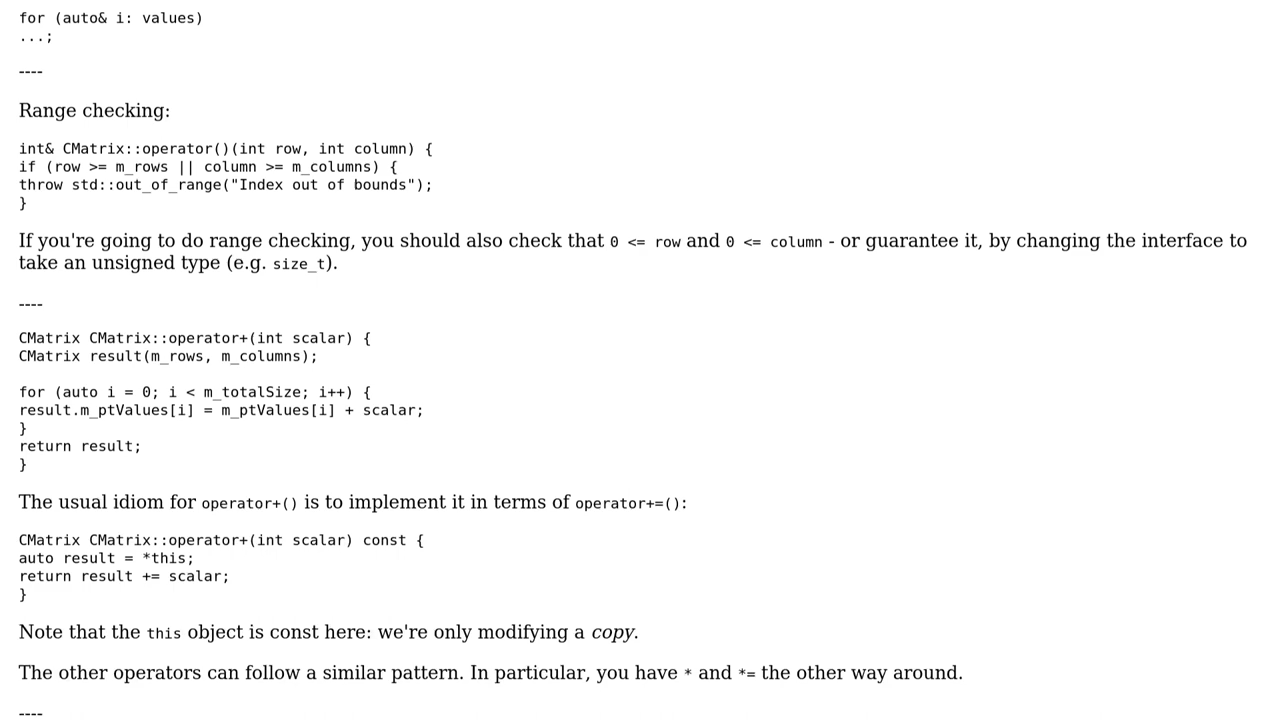 for (auto& i: values)
...;
----
Range checking:
int& CMatrix::operator()(int row, int column) {
if (row >= m_rows || column >= m_columns) {
throw std::out_of_range("Index out of bounds");
}
If you're going to do range checking, you should also check that 0 <= row and 0 <= column - or guarantee it, by changing the interface to
take an unsigned type (e.g. size_t).
----
CMatrix CMatrix::operator+(int scalar) {
CMatrix result(m_rows, m_columns);
for (auto i = 0; i < m_totalSize; i++) {
result.m_ptValues[i] = m_ptValues[i] + scalar;
}
return result;
}
The usual idiom for operator+() is to implement it in terms of operator+=():
CMatrix CMatrix::operator+(int scalar) const {
auto result = *this;
return result += scalar;
}
Note that the this object is const here: we're only modifying a copy.
The other operators can follow a similar pattern. In particular, you have * and *= the other way around.
----